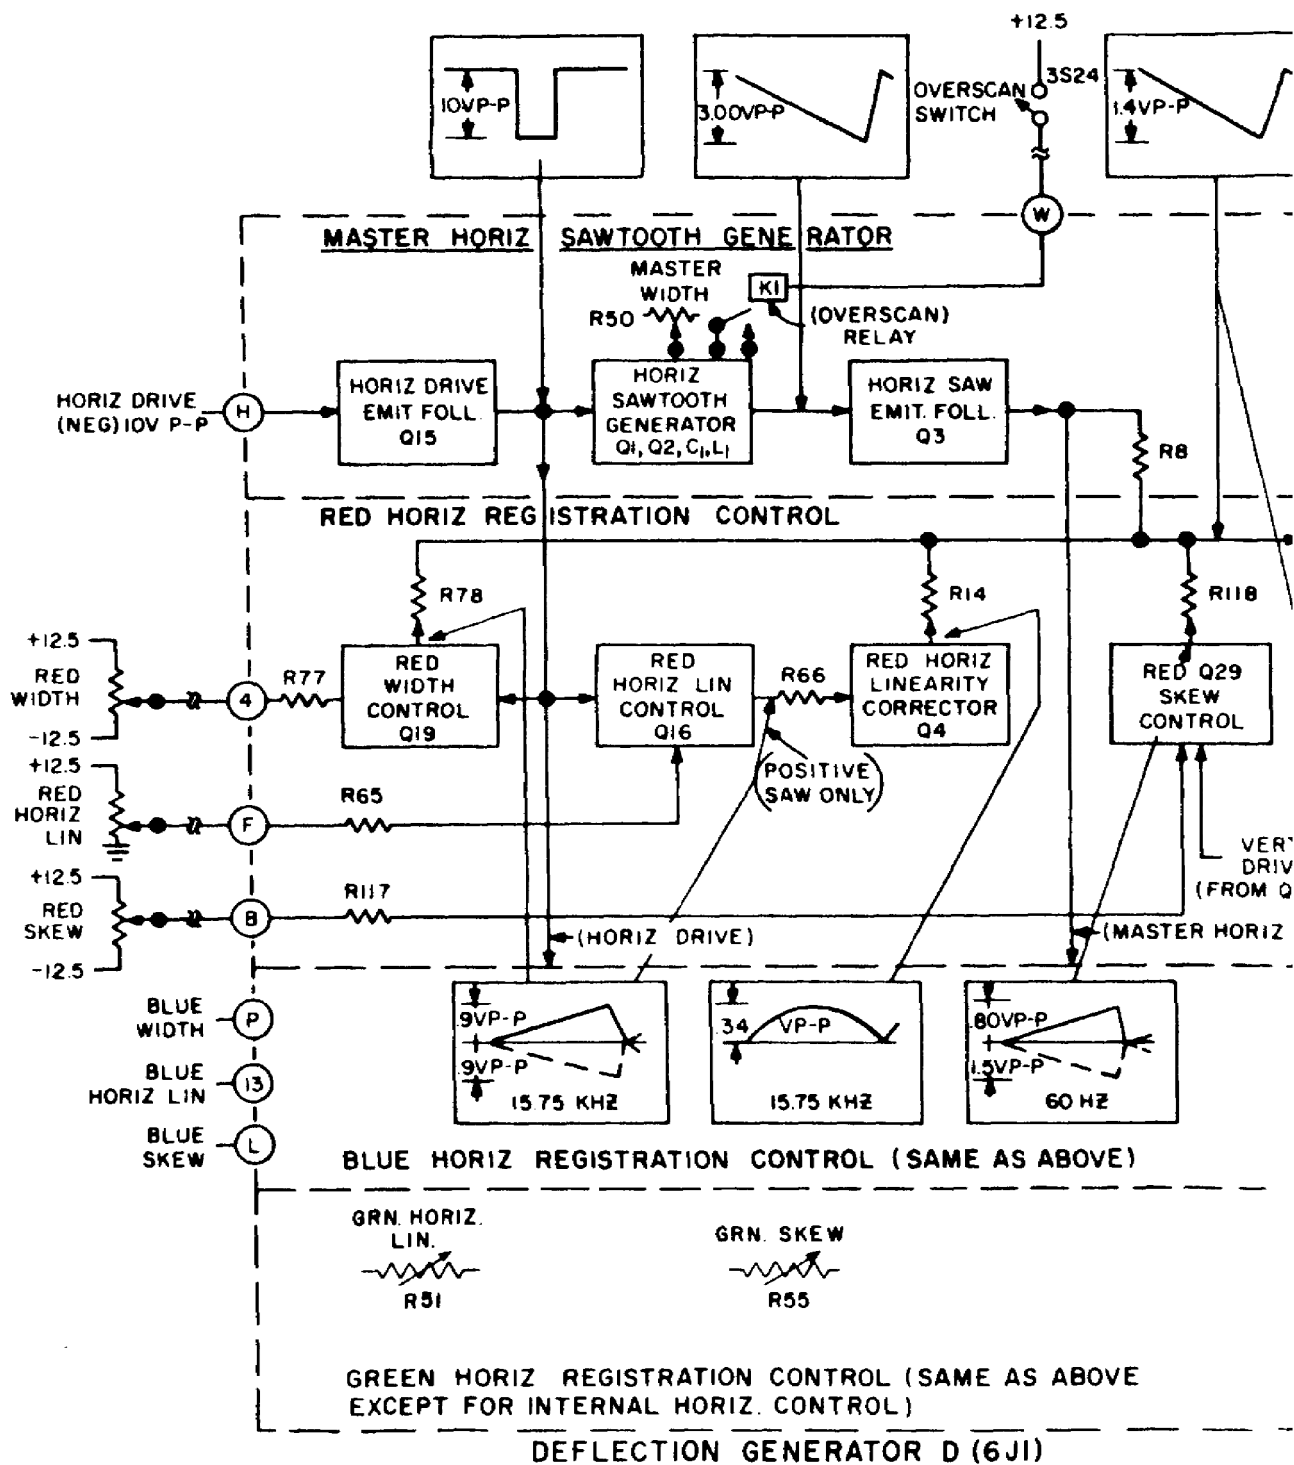 +12.5
3S24
OVERSCAN
SWITCH
10VP-P
3.00VP-P
1.4VP-P
W
MASTER HORIZ SAWTOOTH GENERATOR
MASTER
WIDTH
R50
K1
(OVERSCAN)
RELAY
HORIZ DRIVE
(NEG) 10V P-P
H
HORIZ DRIVE
EMIT FOLL.
Q15
HORIZ
SAWTOOTH
GENERATOR
Q1, Q2, C1, L1
HORIZ SAW
EMIT. FOLL.
Q3
R8
RED HORIZ REGISTRATION CONTROL
R78
R14
R118
+12.5
RED
WIDTH
-12.5
4
R77
RED
WIDTH
CONTROL
Q19
RED
HORIZ LIN
CONTROL
Q16
R66
RED HORIZ
LINEARITY
CORRECTOR
Q4
RED Q29
SKEW
CONTROL
(POSITIVE
SAW ONLY)
+12.5
RED
HORIZ
LIN
F
R65
VERT
DRIV
(FROM Q
+12.5
RED
SKEW
-12.5
B
R117
(HORIZ DRIVE)
(MASTER HORIZ
BLUE
WIDTH
P
BLUE
HORIZ LIN
13
BLUE
SKEW
L
.9VP-P
.9VP-P
15.75 KHZ
.34 VP-P
15.75 KHZ
.80VP-P
1.5VP-P
60 HZ
BLUE HORIZ REGISTRATION CONTROL (SAME AS ABOVE)
GRN. HORIZ.
LIN.
R51
GRN. SKEW
R55
GREEN HORIZ REGISTRATION CONTROL (SAME AS ABOVE
EXCEPT FOR INTERNAL HORIZ. CONTROL)
DEFLECTION GENERATOR D (6J1)